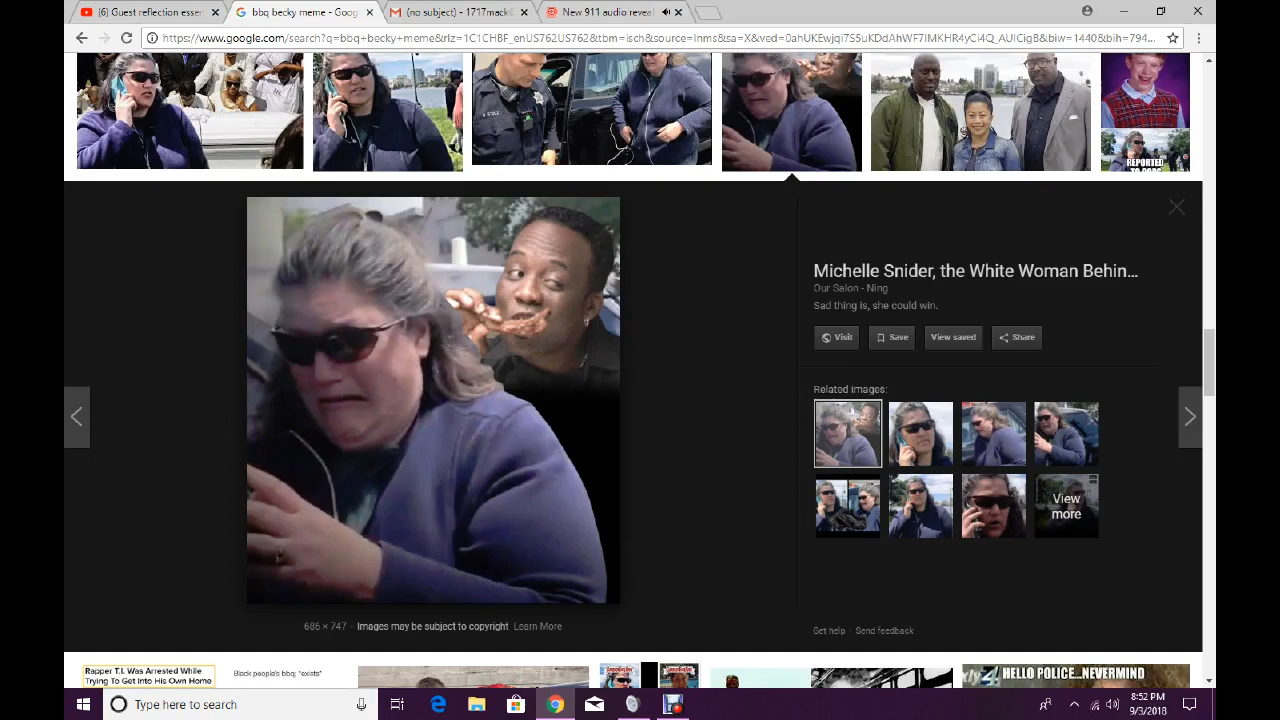 [6] Guest reflection essen
bbq becky meme - Goog
(no subject) - 1717mack@
New 911 audio reveal
https://www.google.com/search?q=bbq+becky+meme&rlz=1C1CHBF_enUS762US762&tbm=isch&source=lnms&sa=X&ved=0ahUKEwjqi7S5uKDdAhWF7IMKHR4yCi4Q_AUICig&biw=1440&bih=794...
REPORTED
TO COPS
Michelle Snider, the White Woman Behin...
Our Salon - Ning
Sad thing is, she could win.
Visit
Save
View saved
Share
Related images:
View
more
686 × 747 · Images may be subject to copyright Learn More
Get help · Send feedback
Rapper T.I. Was Arrested While
Trying To Get Into His Own Home
Black people's bbq: *exists*
HELLO POLICE...NEVERMIND
Type here to search
8:52 PM
9/3/2018